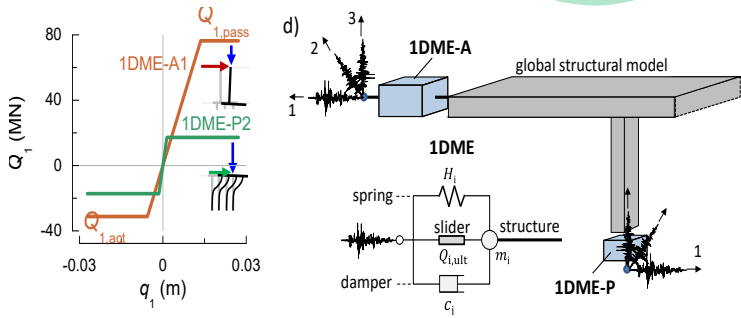 Q1,pass
80
1DME-A1
40
1DME-P2
Q1 (MN)
0
Q1,act
-40
-0.03
0
0.03
q1 (m)
d)
3
2
1
1DME-A
global structural model
1DME
Hi
spring
slider
structure
Qi,ult
mi
damper
ci
1
1DME-P